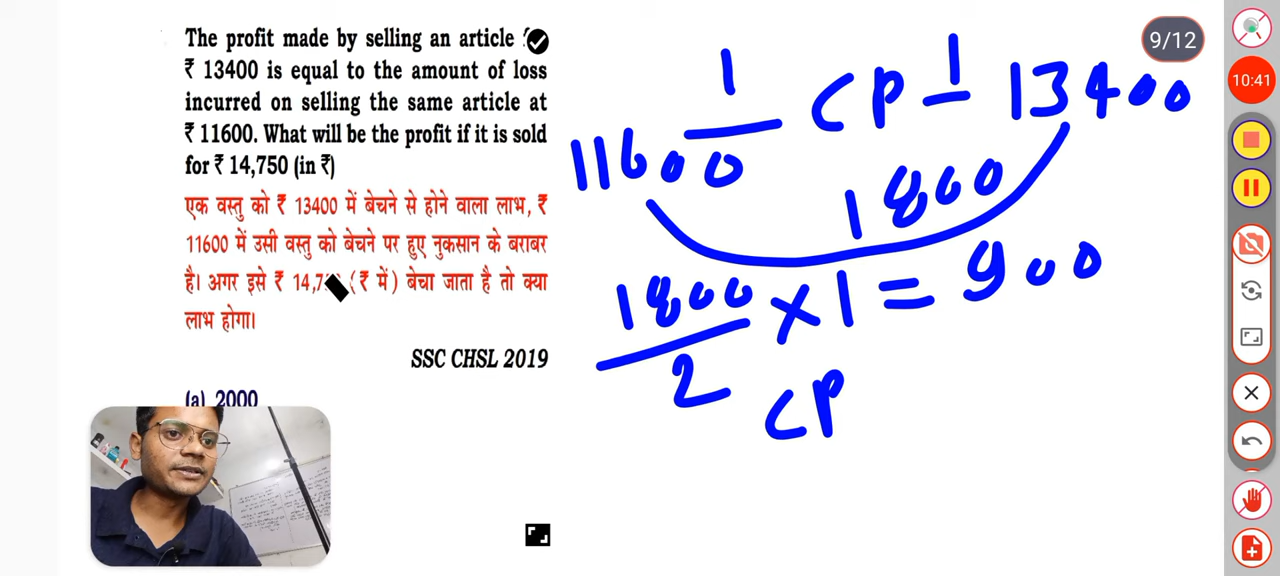 The profit made by selling an article
₹ 13400 is equal to the amount of loss
incurred on selling the same article at
₹ 11600. What will be the profit if it is sold
for ₹ 14,750 (in ₹)
एक वस्तु को ₹ 13400 में बेचने से होने वाला लाभ, ₹
11600 में उसी वस्तु को बेचने पर हुए नुकसान के बराबर
है। अगर इसे ₹ (₹ में) बेचा जाता है तो क्या
लाभ होगा।
SSC CHSL 2019
(a) 2000
1 CP 1
11600 13400
1800
1800 × 1 = 900
2
CP
9/12
10:41